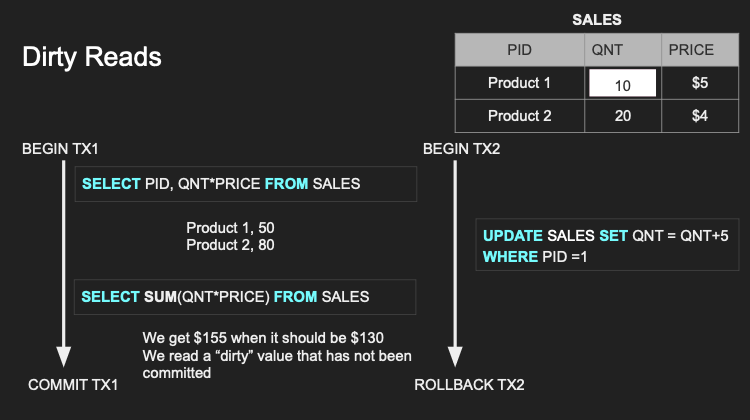 SALES
Dirty Reads
PID QNT PRICE
Product 1 10 $5
Product 2 20 $4
BEGIN TX1
BEGIN TX2
SELECT PID, QNT*PRICE FROM SALES
Product 1, 50
Product 2, 80
UPDATE SALES SET QNT = QNT+5
WHERE PID =1
SELECT SUM(QNT*PRICE) FROM SALES
We get $155 when it should be $130
We read a “dirty” value that has not been
committed
COMMIT TX1
ROLLBACK TX2